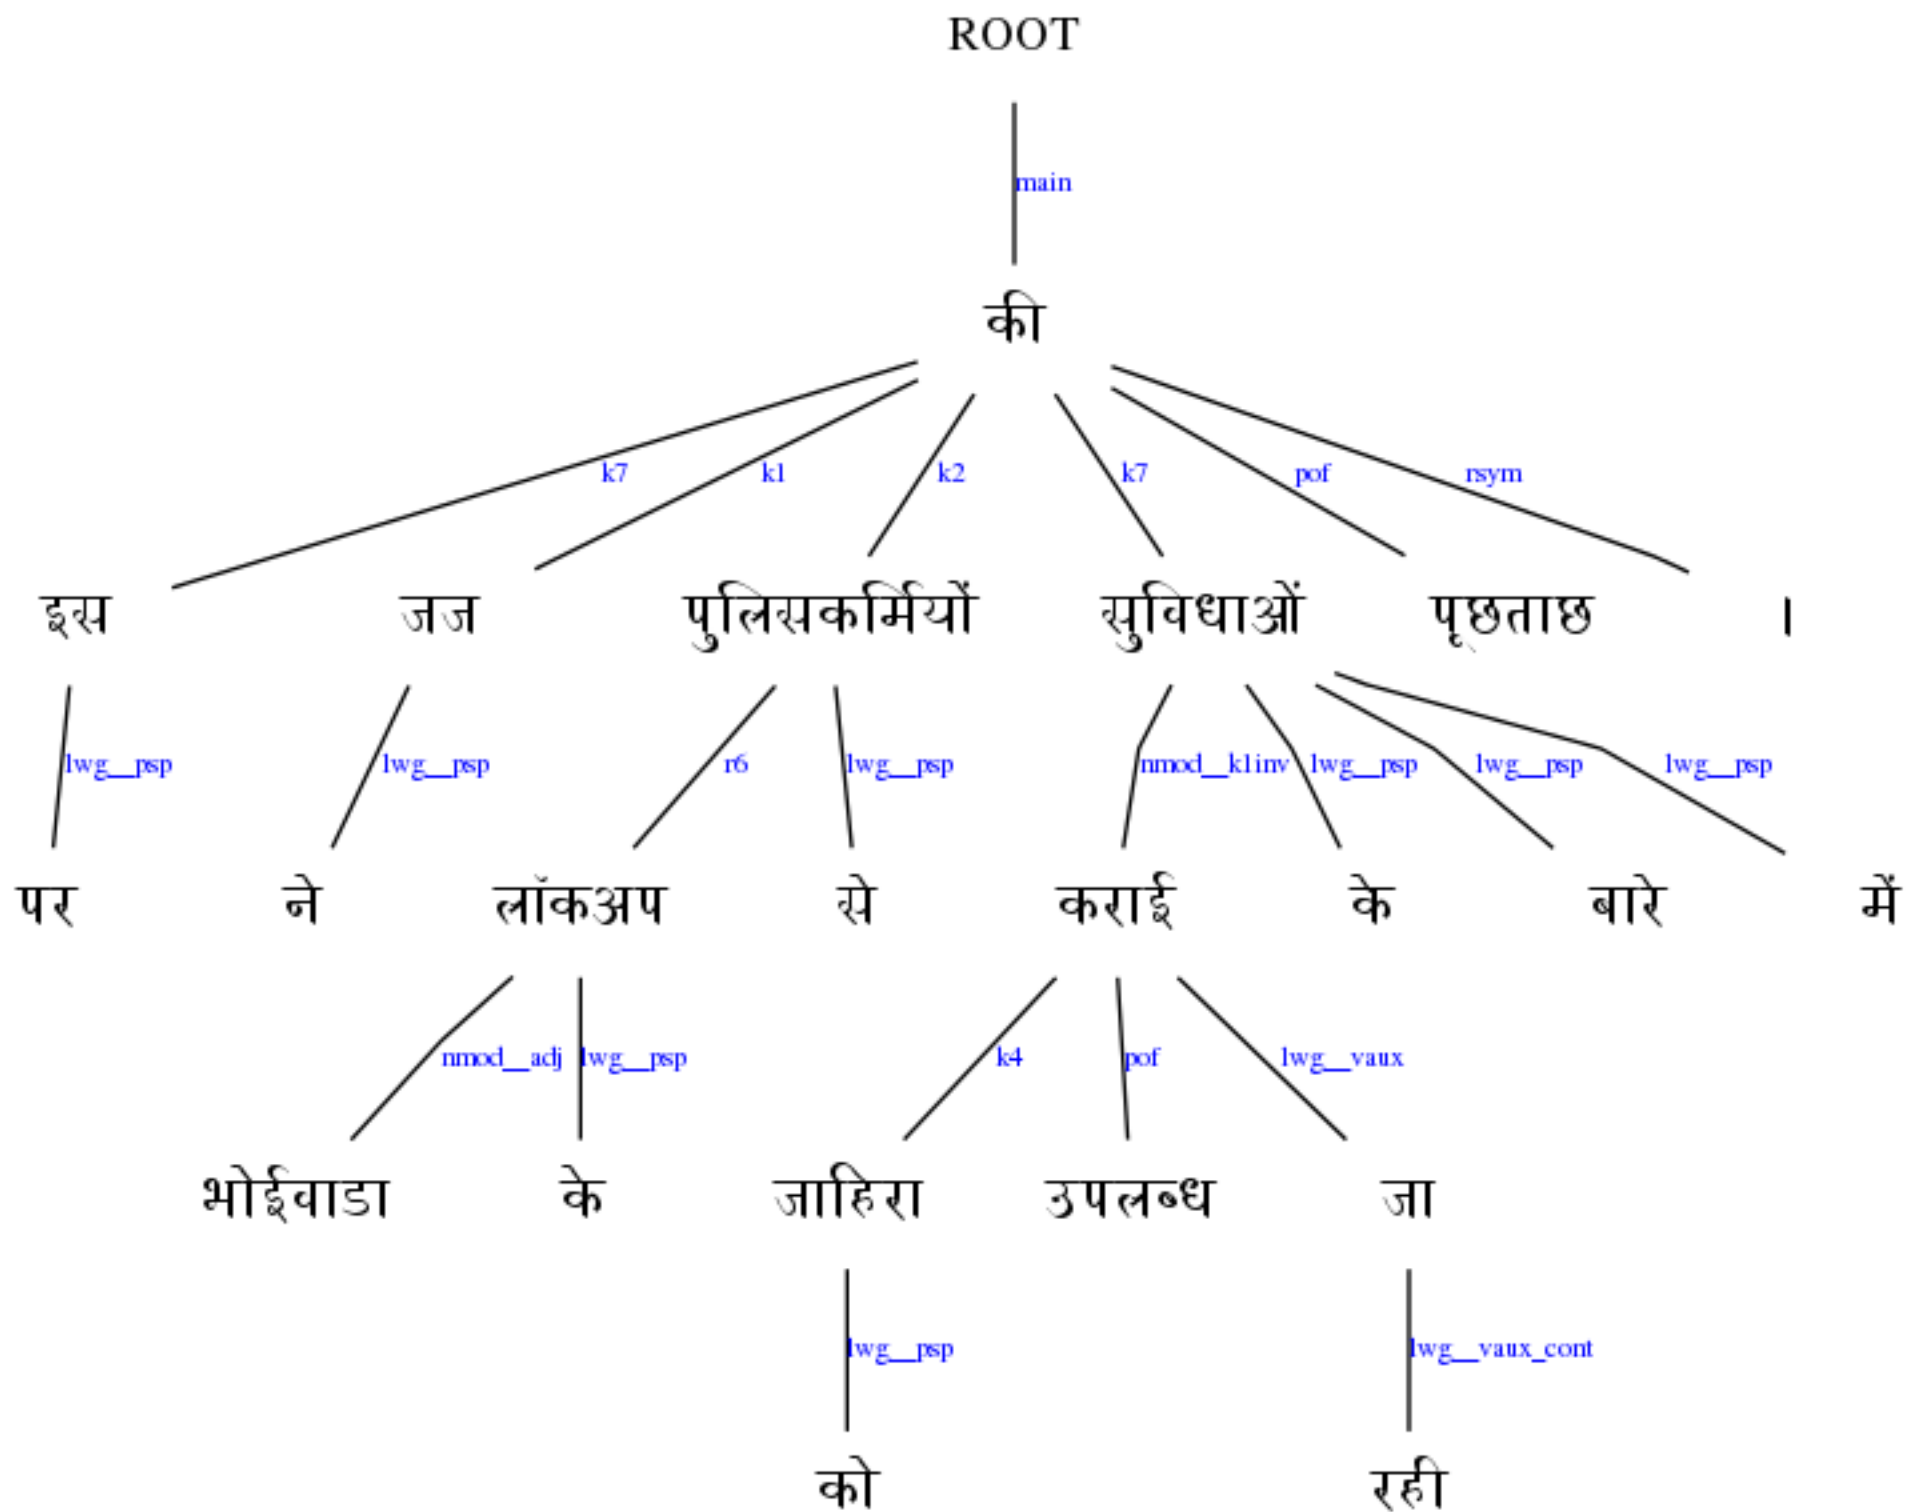 ROOT
main
की
k7 k1 k2 k7 pof rsym
इस जज पुलिसकर्मियों सुविधाओं पूछताछ ।
lwg__psp lwg__psp r6 lwg__psp nmod__k1inv lwg__psp lwg__psp lwg__psp
पर ने लॉकअप से कराई के बारे में
nmod__adj lwg__psp k4 pof lwg__vaux
भोईवाडा के जाहिरा उपलब्ध जा
lwg__psp lwg__vaux_cont
को रही